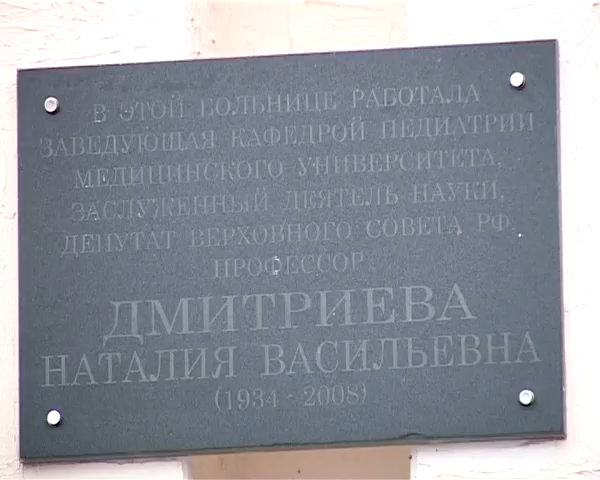 В ЭТОЙ БОЛЬНИЦЕ РАБОТАЛА
ЗАВЕДУЮЩАЯ КАФЕДРОЙ ПЕДИАТРИИ
МЕДИЦИНСКОГО УНИВЕРСИТЕТА,
ЗАСЛУЖЕННЫЙ ДЕЯТЕЛЬ НАУКИ,
ДЕПУТАТ ВЕРХОВНОГО СОВЕТА РФ,
ПРОФЕССОР
ДМИТРИЕВА
НАТАЛИЯ ВАСИЛЬЕВНА
(1934 - 2008)